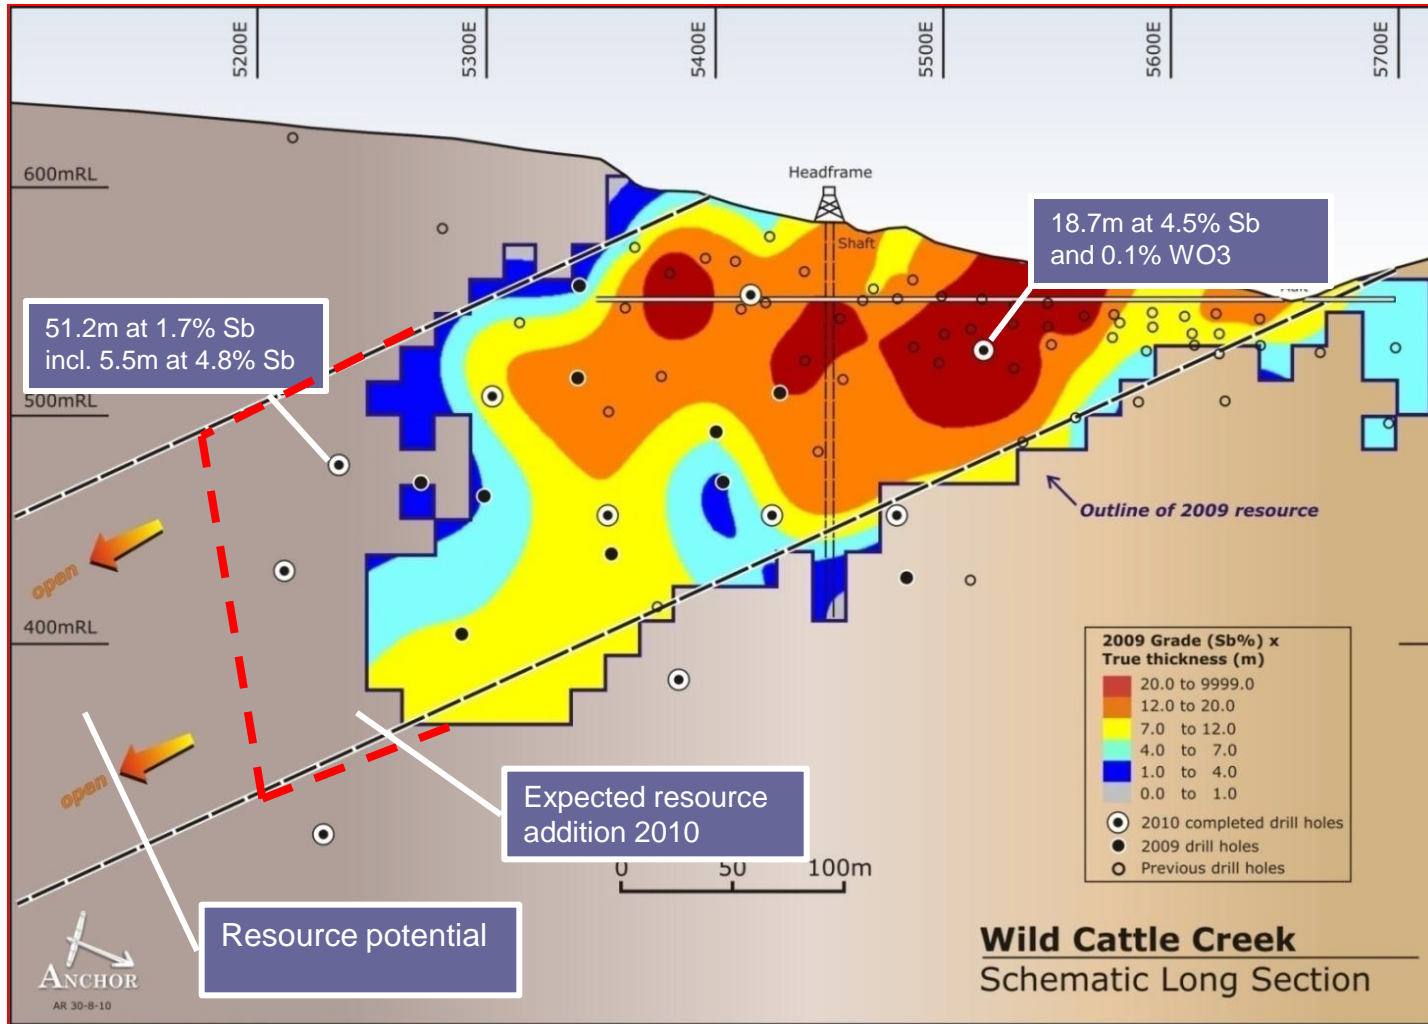 5200E
5300E
5400E
5500E
5600E
5700E
600mRL
Headframe
Shaft
18.7m at 4.5% Sb
and 0.1% WO3
51.2m at 1.7% Sb
incl. 5.5m at 4.8% Sb
500mRL
Outline of 2009 resource
open
400mRL
open
2009 Grade (Sb%) x
True thickness (m)
20.0 to 9999.0
12.0 to 20.0
7.0 to 12.0
4.0 to 7.0
1.0 to 4.0
0.0 to 1.0
2010 completed drill holes
2009 drill holes
Previous drill holes
Expected resource
addition 2010
0 50 100m
Resource potential
ANCHOR
AR 30-8-10
Wild Cattle Creek
Schematic Long Section